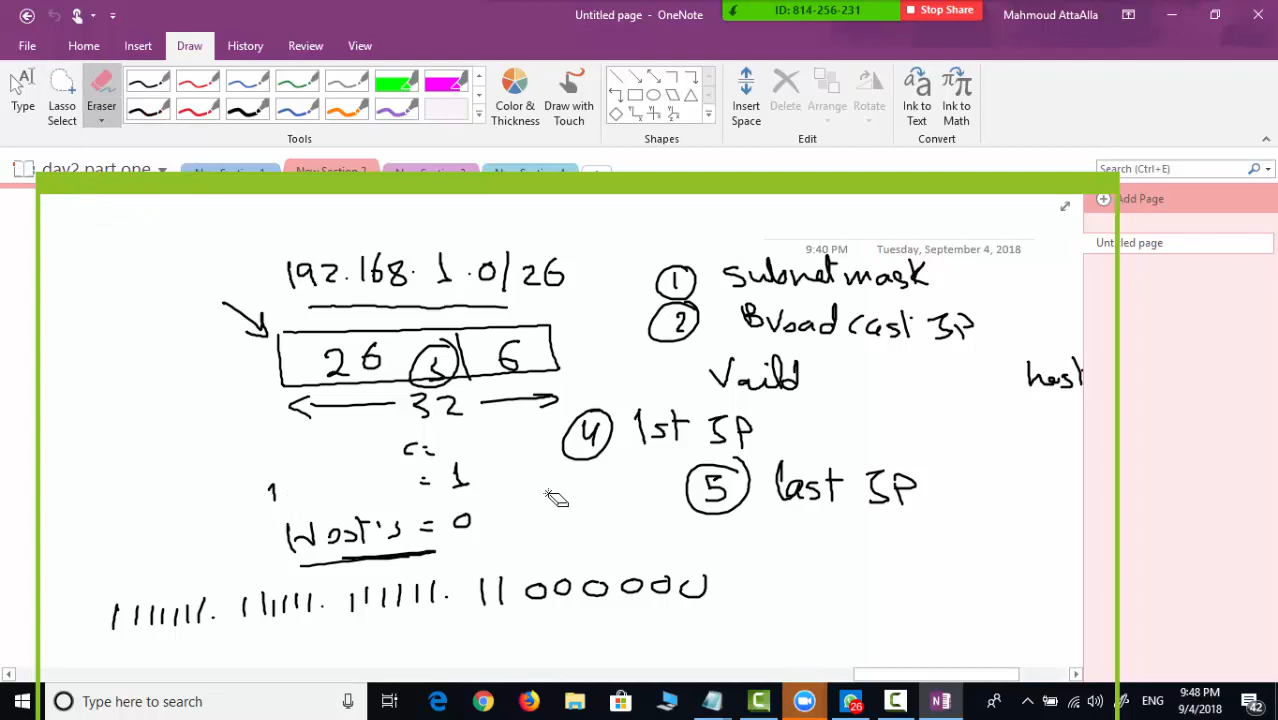 Untitled page - OneNote
ID: 814-256-231
Stop Share
Mahmoud AttaAlla
File Home Insert Draw History Review View
Type
Lasso Select
Eraser
Color & Thickness
Draw with Touch
Insert Space
Delete
Arrange
Rotate
Ink to Text
Ink to Math
Tools
Shapes
Edit
Convert
day2 part one
Search (Ctrl+E)
Add Page
Untitled page
9:40 PM Tuesday, September 4, 2018
192.168.1.0/26
26
6
32
= 1
Host's = 0
11000000
1 subnetmask
2 Broadcast IP
Vaild host
4 1st IP
5 last IP
Type here to search
26
ENG
9:48 PM
9/4/2018
42